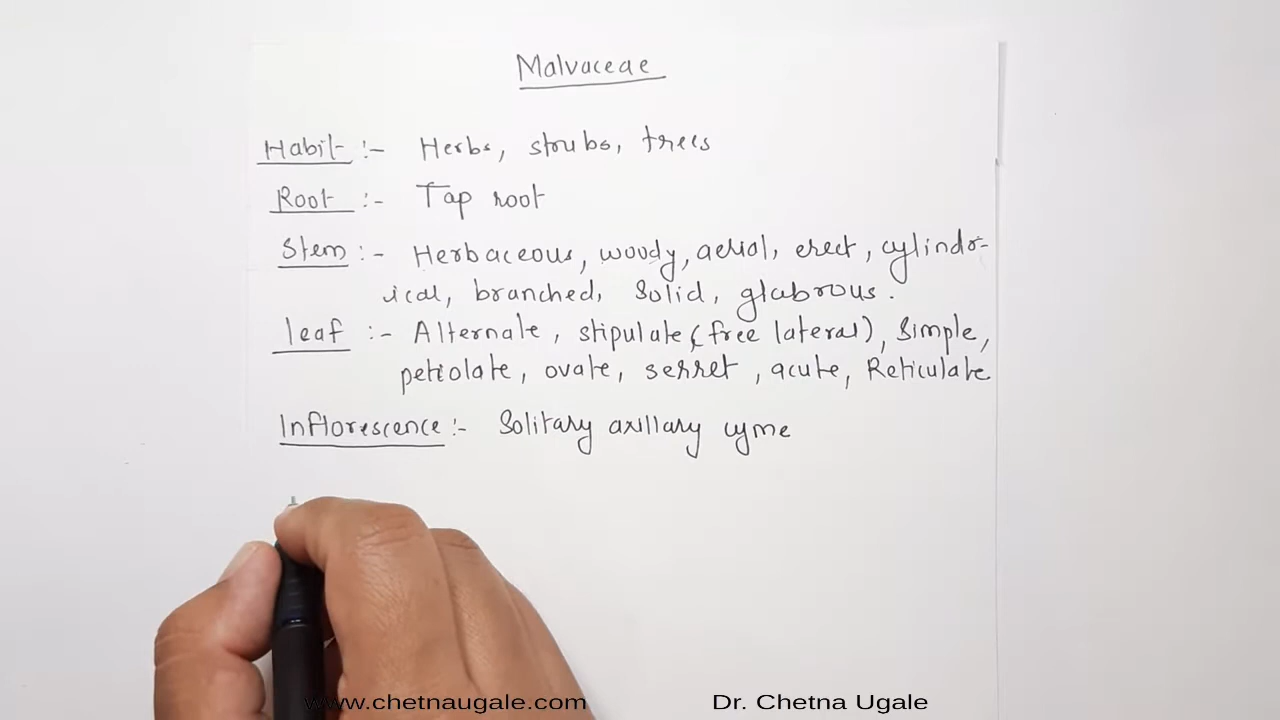 Malvaceae
Habit :- Herbs, strubs, trees
Root :- Tap root
Stem :- Herbaceous, woody, aerial, erect, cylindr-
ical, branched, Solid, glabrous.
leaf :- Alternate, stipulate (free lateral), Simple,
petiolate, ovate, serret, acute, Reticulate
Inflorescence :- Solitary axillary cyme
www.chetnaugale.com Dr. Chetna Ugale